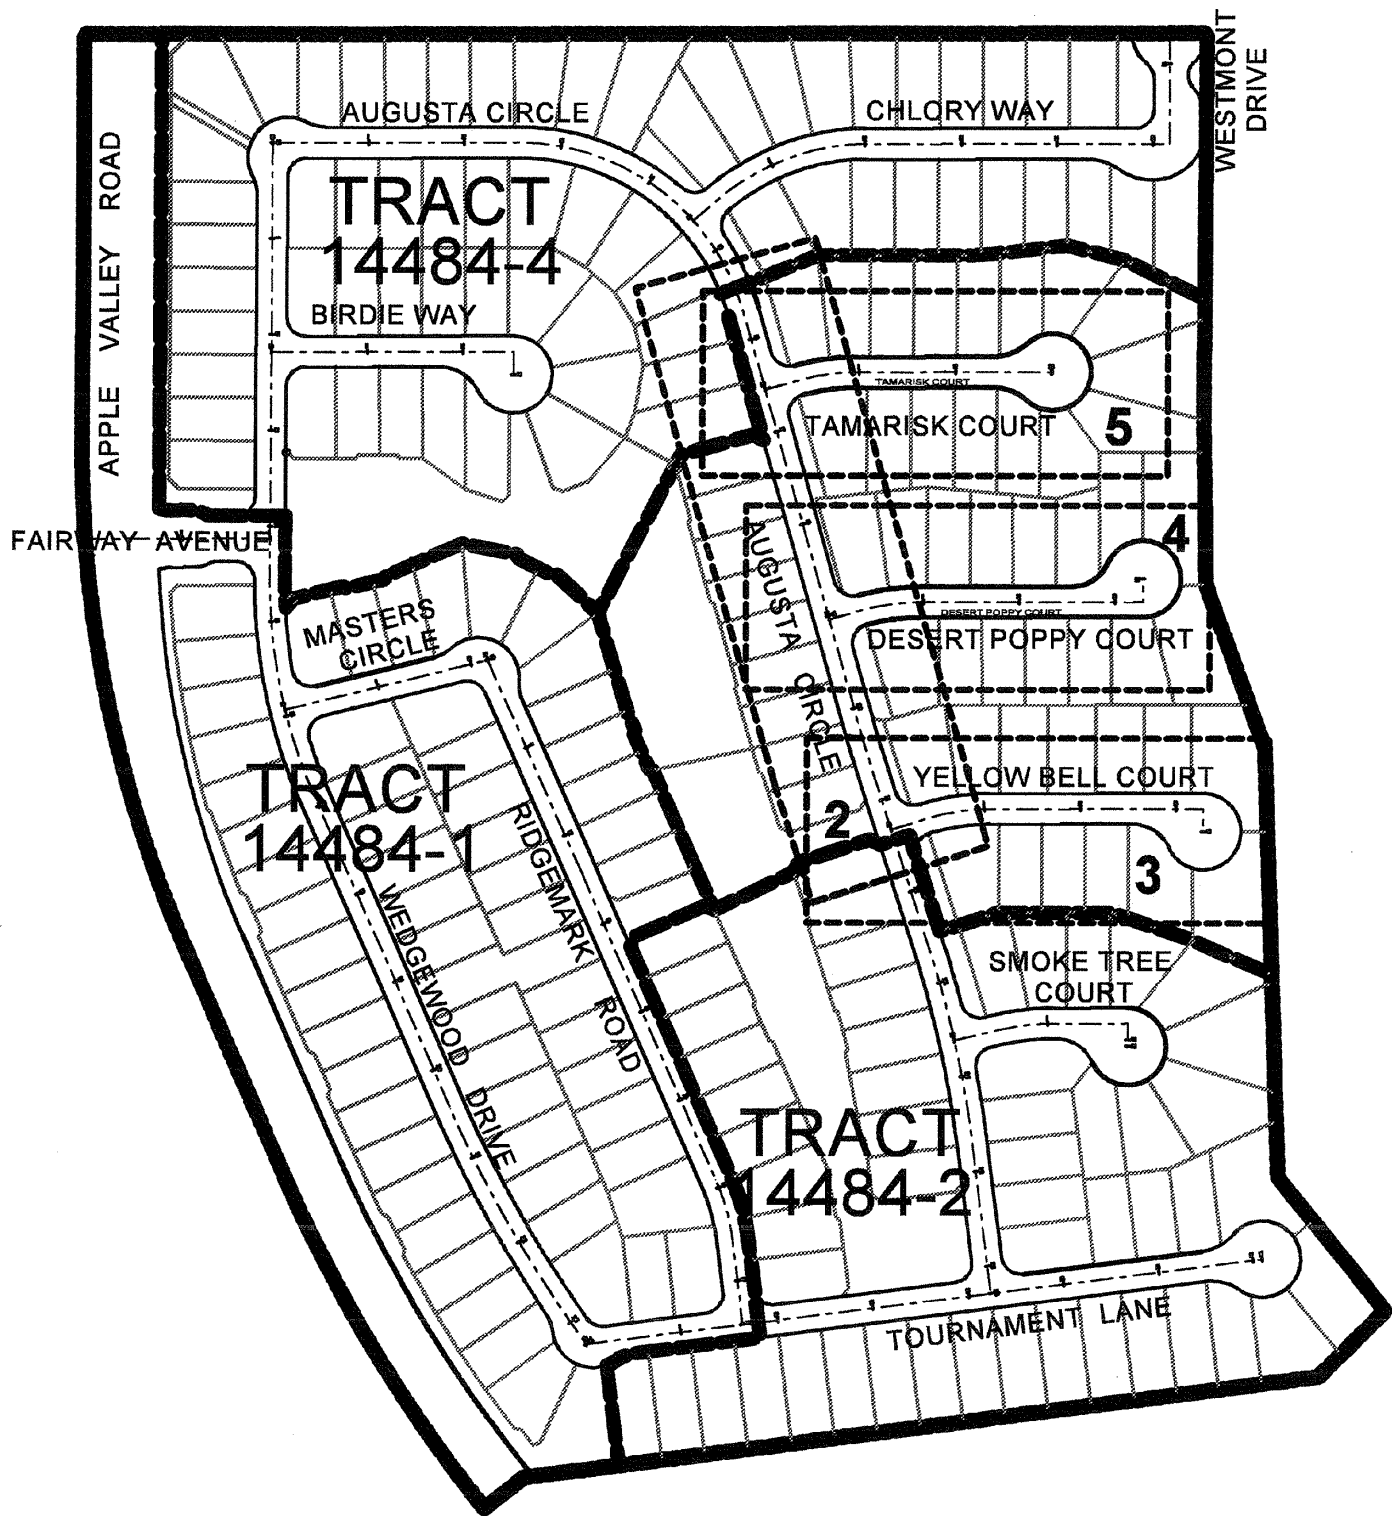 WESTMONT
DRIVE
AUGUSTA CIRCLE
CHLORY WAY
APPLE VALLEY ROAD
TRACT
14484-4
BIRDIE WAY
TAMARISK COURT
TAMARISK COURT
5
FAIRWAY AVENUE
4
AUGUSTA CIRCLE
DESERT POPPY COURT
DESERT POPPY COURT
MASTERS
CIRCLE
TRACT
14484-1
YELLOW BELL COURT
2
3
RIDGEMARK ROAD
WEDGEWOOD DRIVE
SMOKE TREE
COURT
TRACT
14484-2
TOURNAMENT LANE